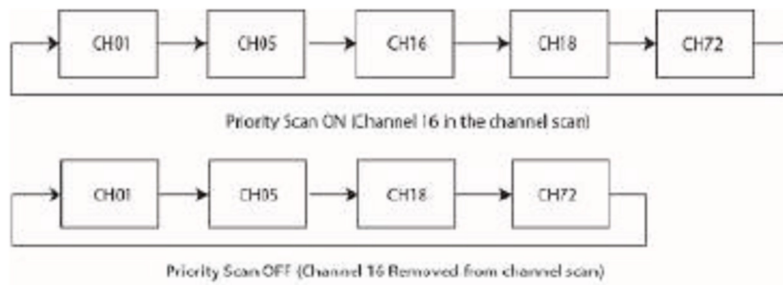 CH01 CH05 CH16 CH18 CH72
Priority Scan ON (Channel 16 in the channel scan)
CH01 CH05 CH18 CH72
Priority Scan OFF (Channel 16 Removed from channel scan)